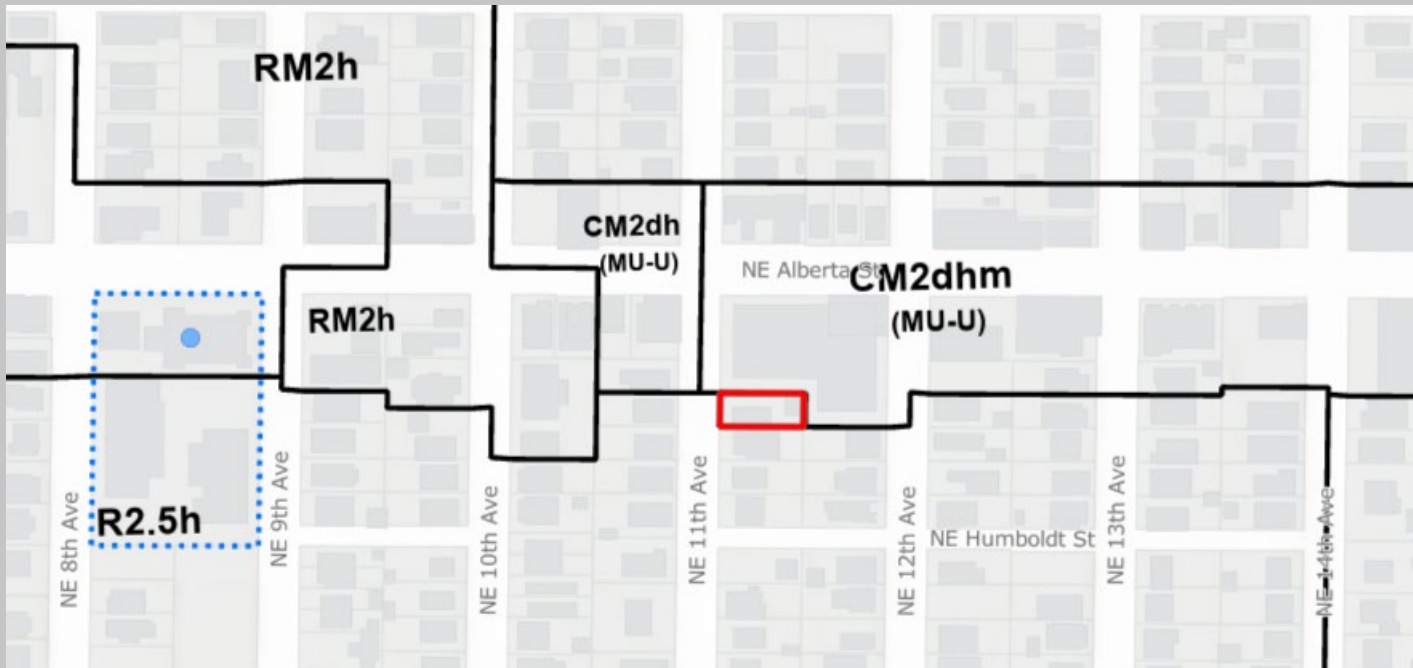 RM2h
CM2dh
(MU-U)
NE Alberta St
CM2dhm
(MU-U)
RM2h
R2.5h
NE 8th Ave
NE 9th Ave
NE 10th Ave
NE 11th Ave
NE 12th Ave
NE Humboldt St
NE 13th Ave
NE 14th Ave